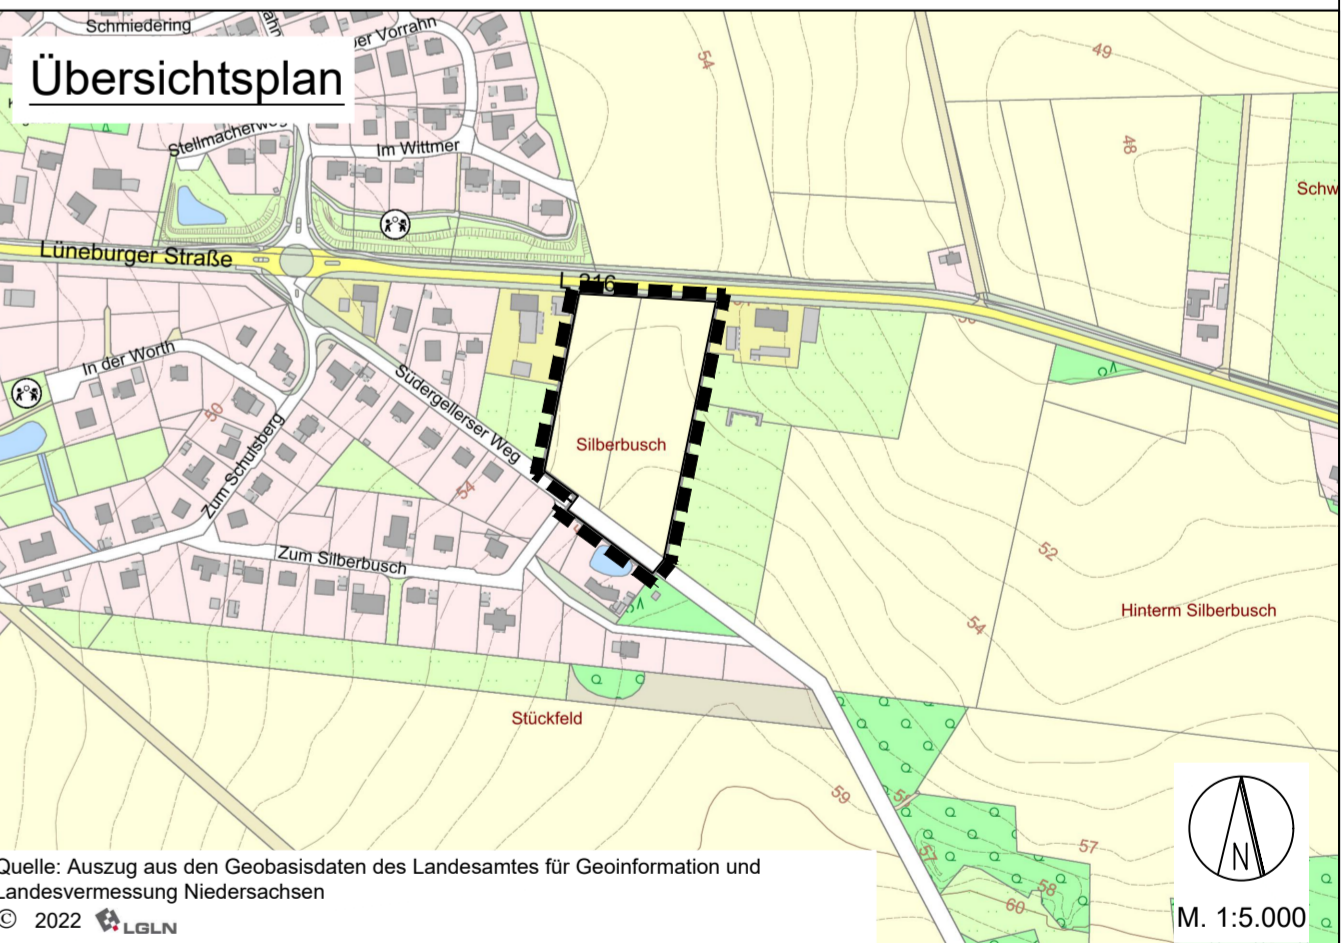 Schmiedering
Übersichtsplan
Stellmacherweg
Im Wittmer
54
49
48
Schw
Lüneburger Straße
L 216
In der Worth
50
Südergellerser Weg
Silberbusch
Zum Schulsberg
54
Zum Silberbusch
52
54
Hinterm Silberbusch
Stückfeld
59
57
57
58
60
N
M. 1:5.000
Quelle: Auszug aus den Geobasisdaten des Landesamtes für Geoinformation und
Landesvermessung Niedersachsen
© 2022 LGLN